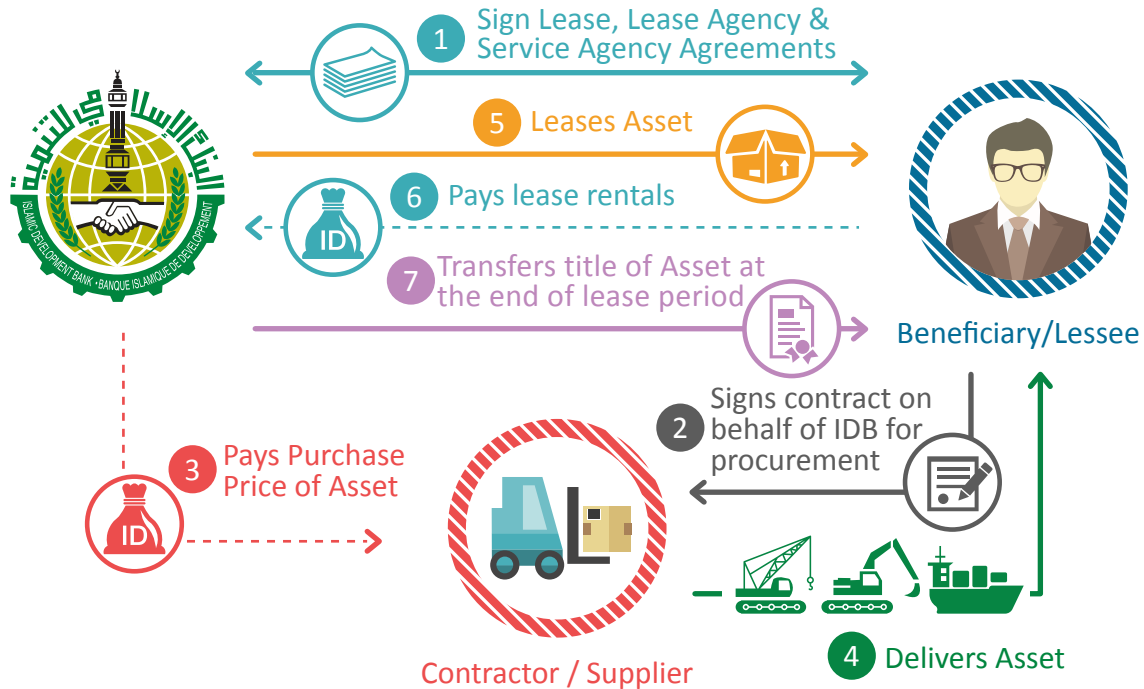 1
Sign Lease, Lease Agency &
Service Agency Agreements
البنك الإسلامي للتنمية
ISLAMIC DEVELOPMENT BANK • BANQUE ISLAMIQUE DE DEVELOPPEMENT
5
Leases Asset
6
Pays lease rentals
ID
7
Transfers title of Asset at
the end of lease period
Beneficiary/Lessee
2
Signs contract on
behalf of IDB for
procurement
3
Pays Purchase
Price of Asset
ID
4
Delivers Asset
Contractor / Supplier